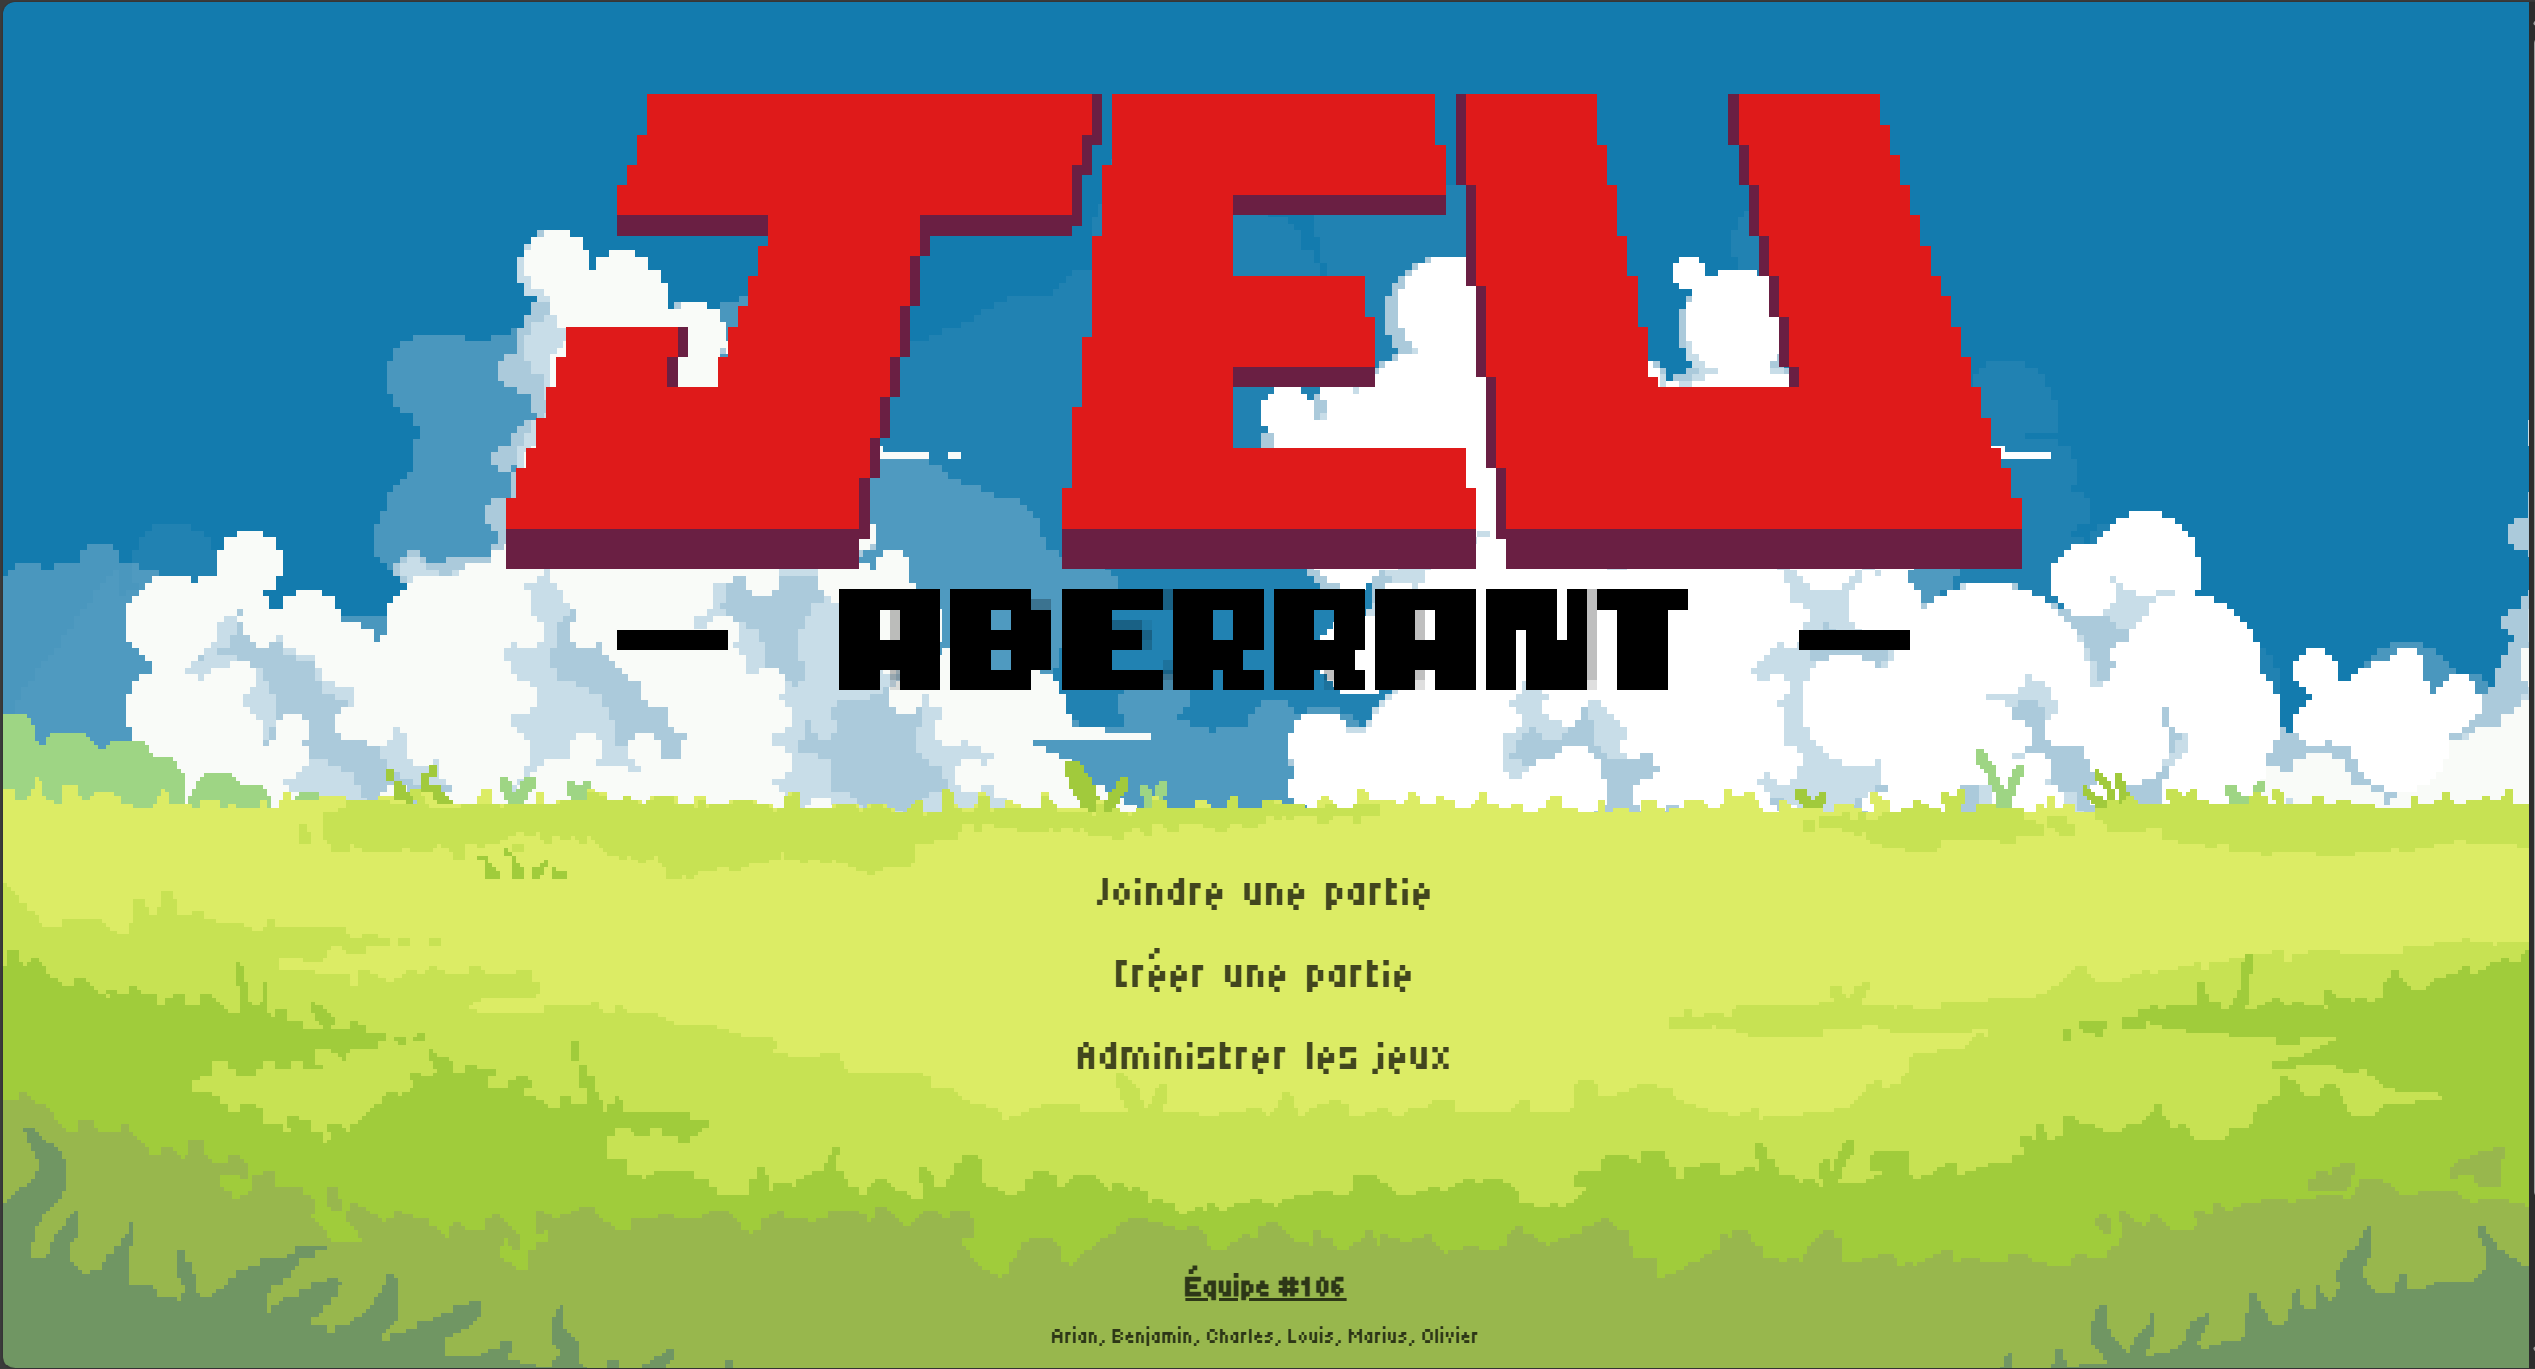 JEU
— ABERRANT —
Joindre une partie
Créer une partie
Administrer les jeux
Équipe #106
Arian, Benjamin, Charles, Louis, Marius, Olivier